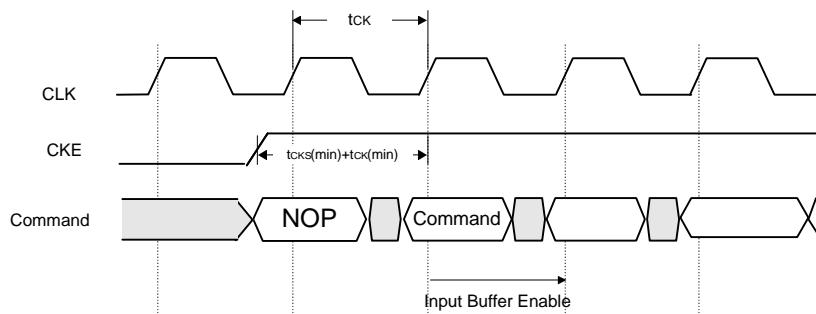 tCK
CLK
CKE
tCKS(min)+tCK(min)
Command
NOP
Command
Input Buffer Enable